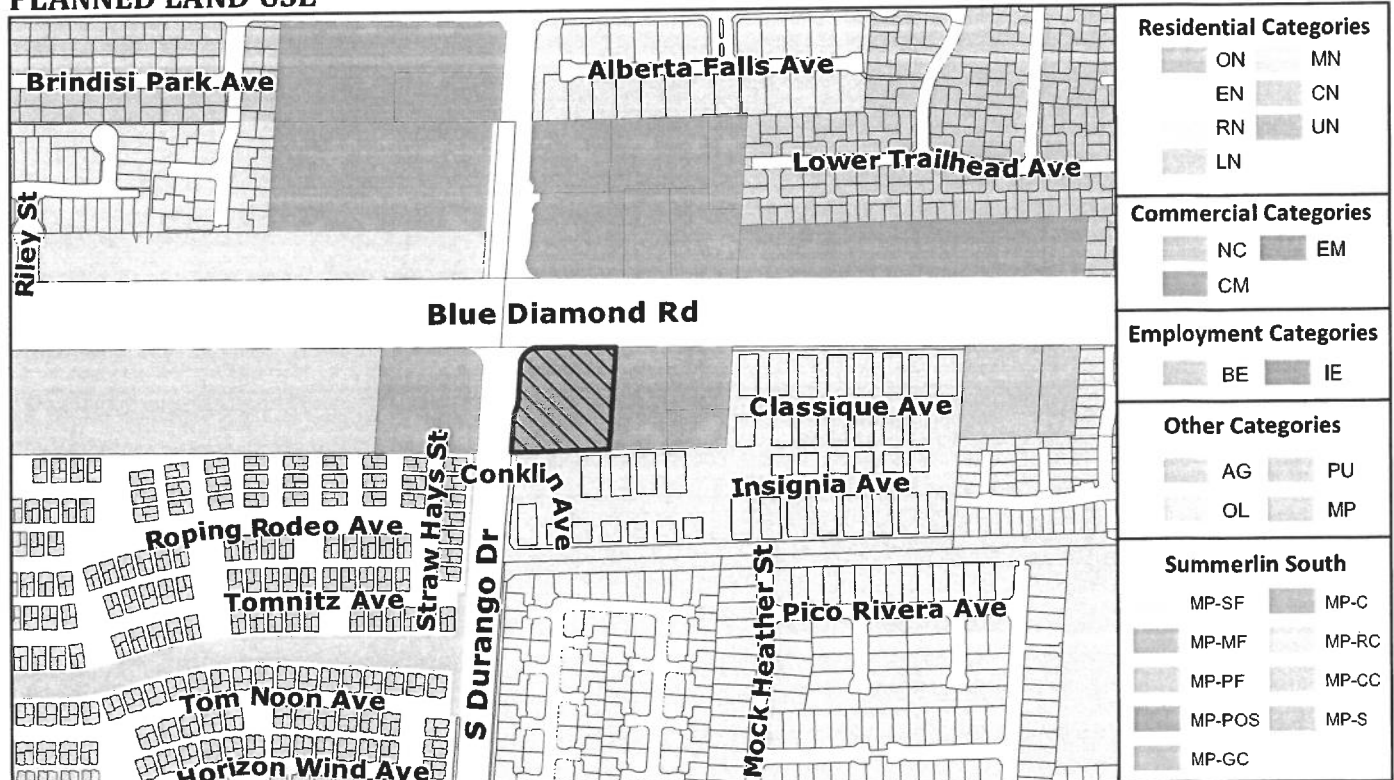 PLANNED LAND USE
Brindisi Park Ave
Alberta Falls Ave
Lower Trailhead Ave
Riley St
Blue Diamond Rd
Classique Ave
Conklin Ave
Insignia Ave
Straw Hays St
Roping Rodeo Ave
S Durango Dr
Mock Heather St
Tomnitz Ave
Pico Rivera Ave
Tom Noon Ave
Horizon Wind Ave
Residential Categories
ON MN
EN CN
RN UN
LN
Commercial Categories
NC EM
CM
Employment Categories
BE IE
Other Categories
AG PU
OL MP
Summerlin South
MP-SF MP-C
MP-MF MP-RC
MP-PF MP-CC
MP-POS MP-S
MP-GC